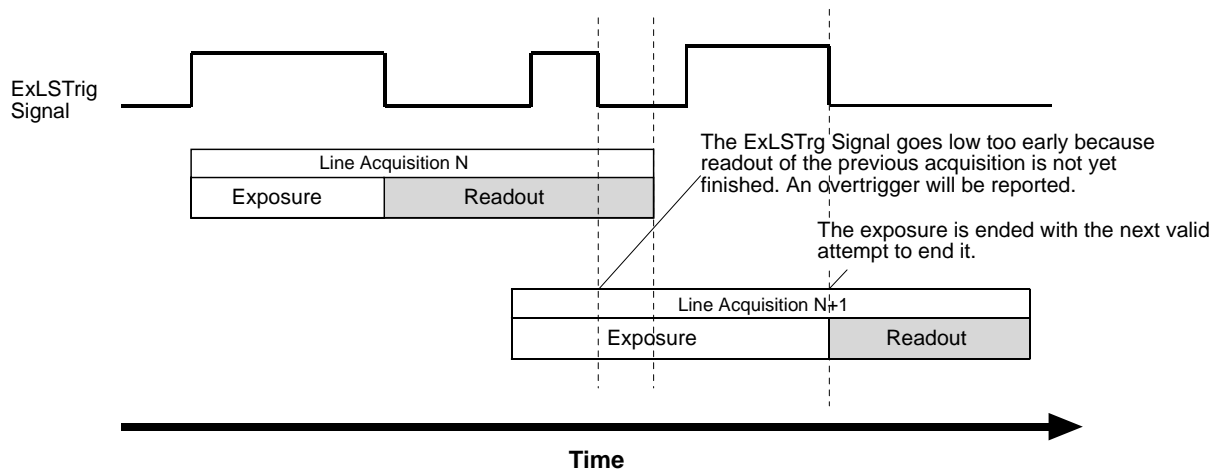 ExLSTrig
Signal
The ExLSTrg Signal goes low too early because
readout of the previous acquisition is not yet
finished. An overtrigger will be reported.
Line Acquisition N
Exposure
Readout
The exposure is ended with the next valid
attempt to end it.
Line Acquisition N+1
Exposure
Readout
Time